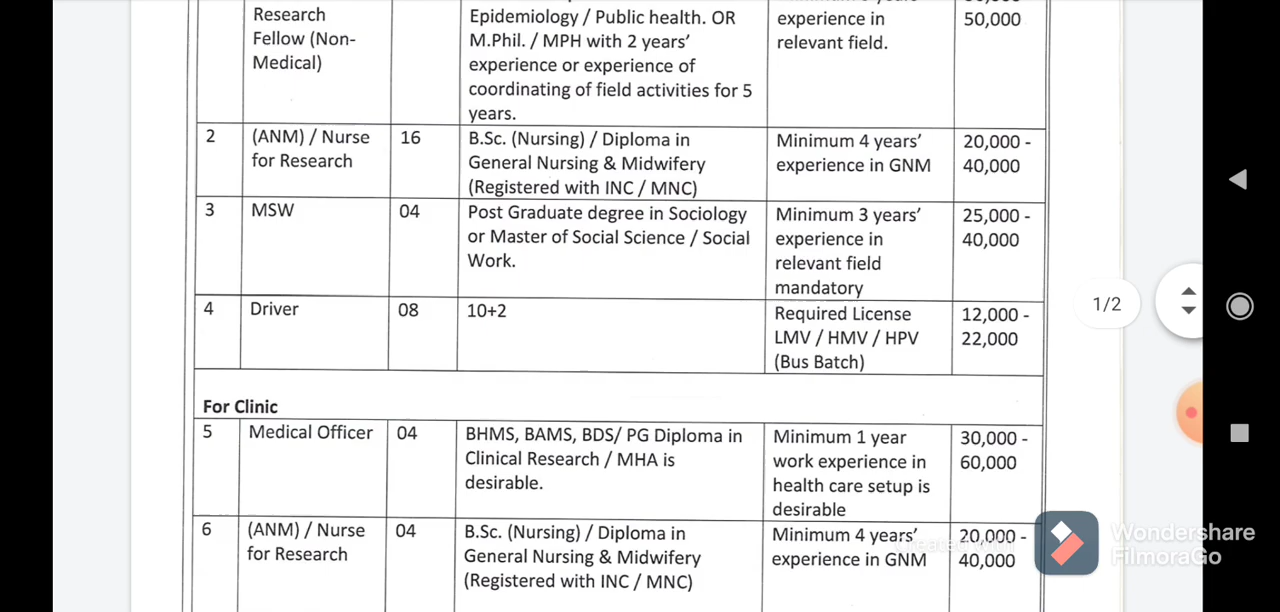 Research
Fellow (Non-
Medical)
Epidemiology / Public health. OR
M.Phil. / MPH with 2 years'
experience or experience of
coordinating of field activities for 5
years.
experience in
relevant field.
50,000
2
(ANM) / Nurse
for Research
16
B.Sc. (Nursing) / Diploma in
General Nursing & Midwifery
(Registered with INC / MNC)
Minimum 4 years'
experience in GNM
20,000 -
40,000
3
MSW
04
Post Graduate degree in Sociology
or Master of Social Science / Social
Work.
Minimum 3 years'
experience in
relevant field
mandatory
25,000 -
40,000
4
Driver
08
10+2
Required License
LMV / HMV / HPV
(Bus Batch)
12,000 -
22,000
1/2
For Clinic
5
Medical Officer
04
BHMS, BAMS, BDS/ PG Diploma in
Clinical Research / MHA is
desirable.
Minimum 1 year
work experience in
health care setup is
desirable
30,000 -
60,000
6
(ANM) / Nurse
for Research
04
B.Sc. (Nursing) / Diploma in
General Nursing & Midwifery
(Registered with INC / MNC)
Minimum 4 years'
experience in GNM
20,000 -
40,000
Wondershare
FilmoraGo